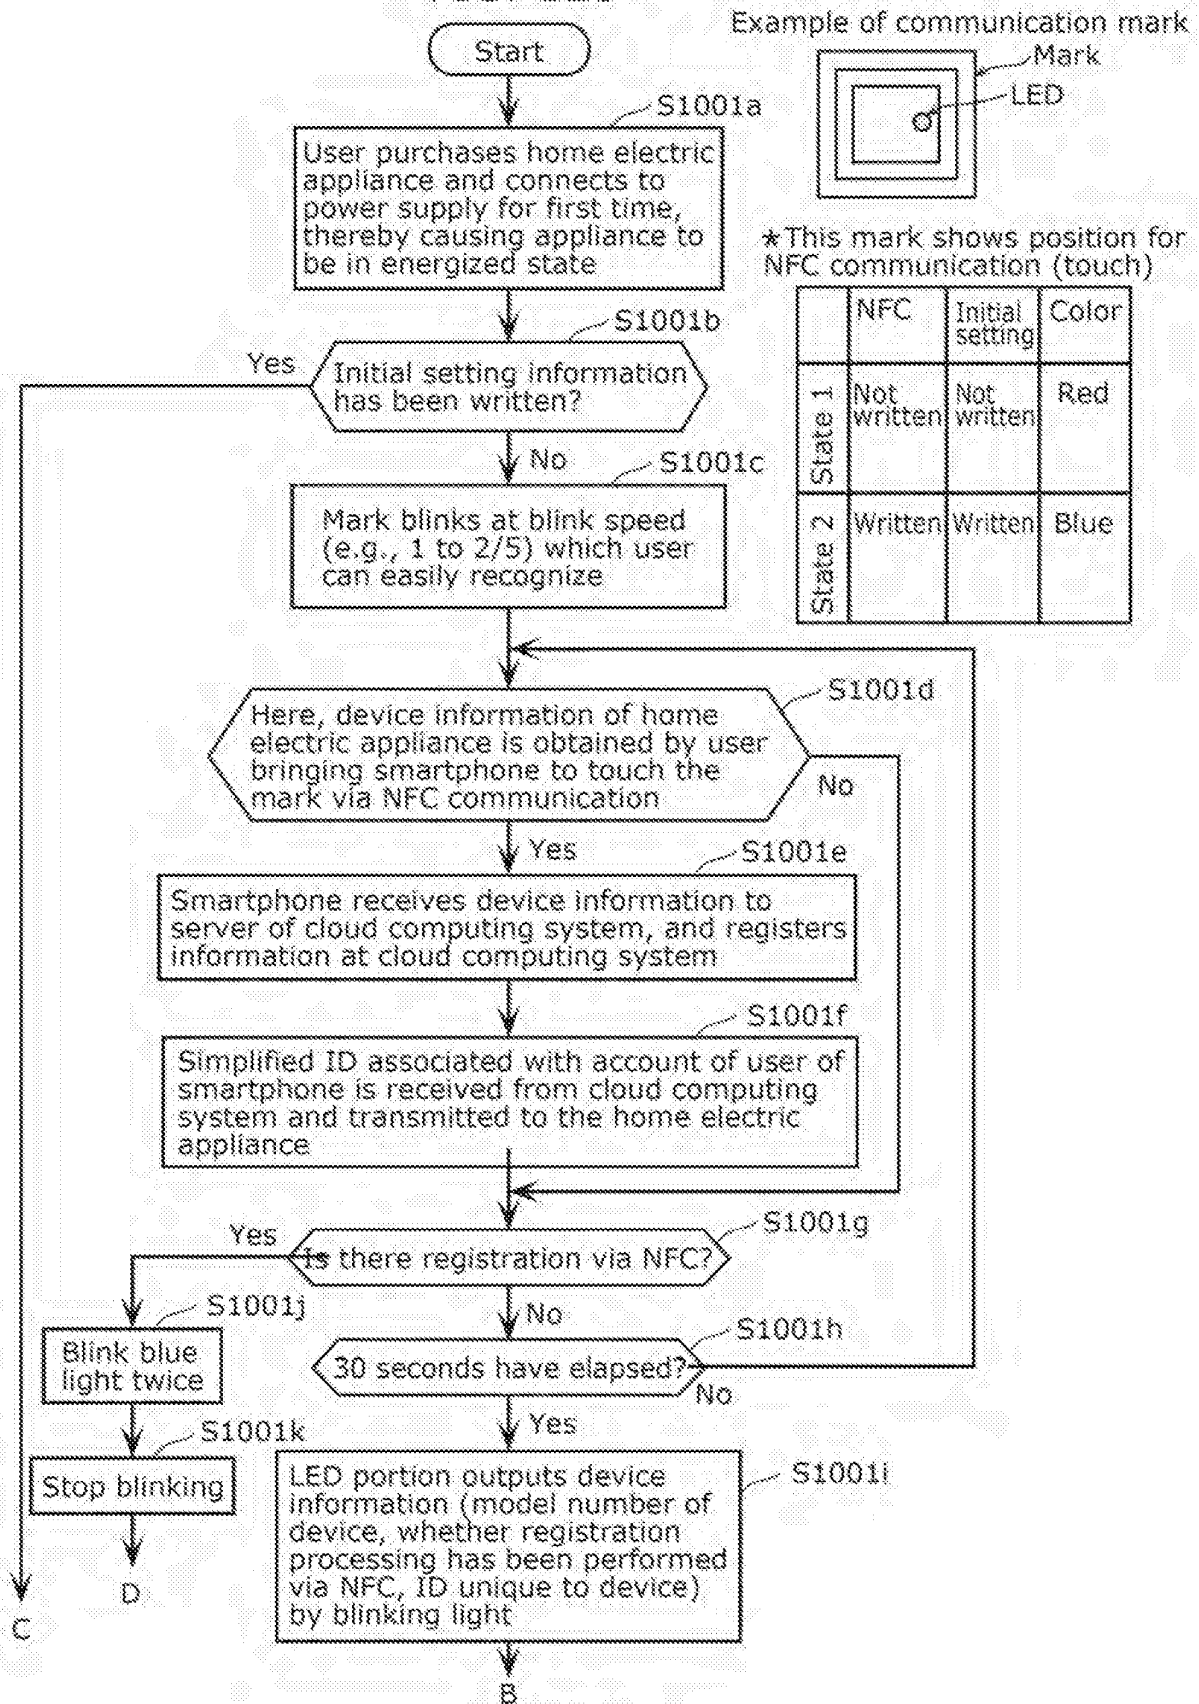 Start
Example of communication mark
Mark
LED
S1001a
User purchases home electric
appliance and connects to
power supply for first time,
thereby causing appliance to
be in energized state
*This mark shows position for
NFC communication (touch)
NFC
Initial
setting
Color
State 1
Not
written
Not
written
Red
State 2
Written
Written
Blue
S1001b
Yes
Initial setting information
has been written?
No
S1001c
Mark blinks at blink speed
(e.g., 1 to 2/5) which user
can easily recognize
S1001d
Here, device information of home
electric appliance is obtained by user
bringing smartphone to touch the
mark via NFC communication
No
Yes
S1001e
Smartphone receives device information to
server of cloud computing system, and registers
information at cloud computing system
S1001f
Simplified ID associated with account of user of
smartphone is received from cloud computing
system and transmitted to the home electric
appliance
S1001g
Yes
Is there registration via NFC?
No
S1001j
Blink blue
light twice
S1001h
30 seconds have elapsed?
No
Yes
S1001k
Stop blinking
S1001i
LED portion outputs device
information (model number of
device, whether registration
processing has been performed
via NFC, ID unique to device)
by blinking light
D
C
B